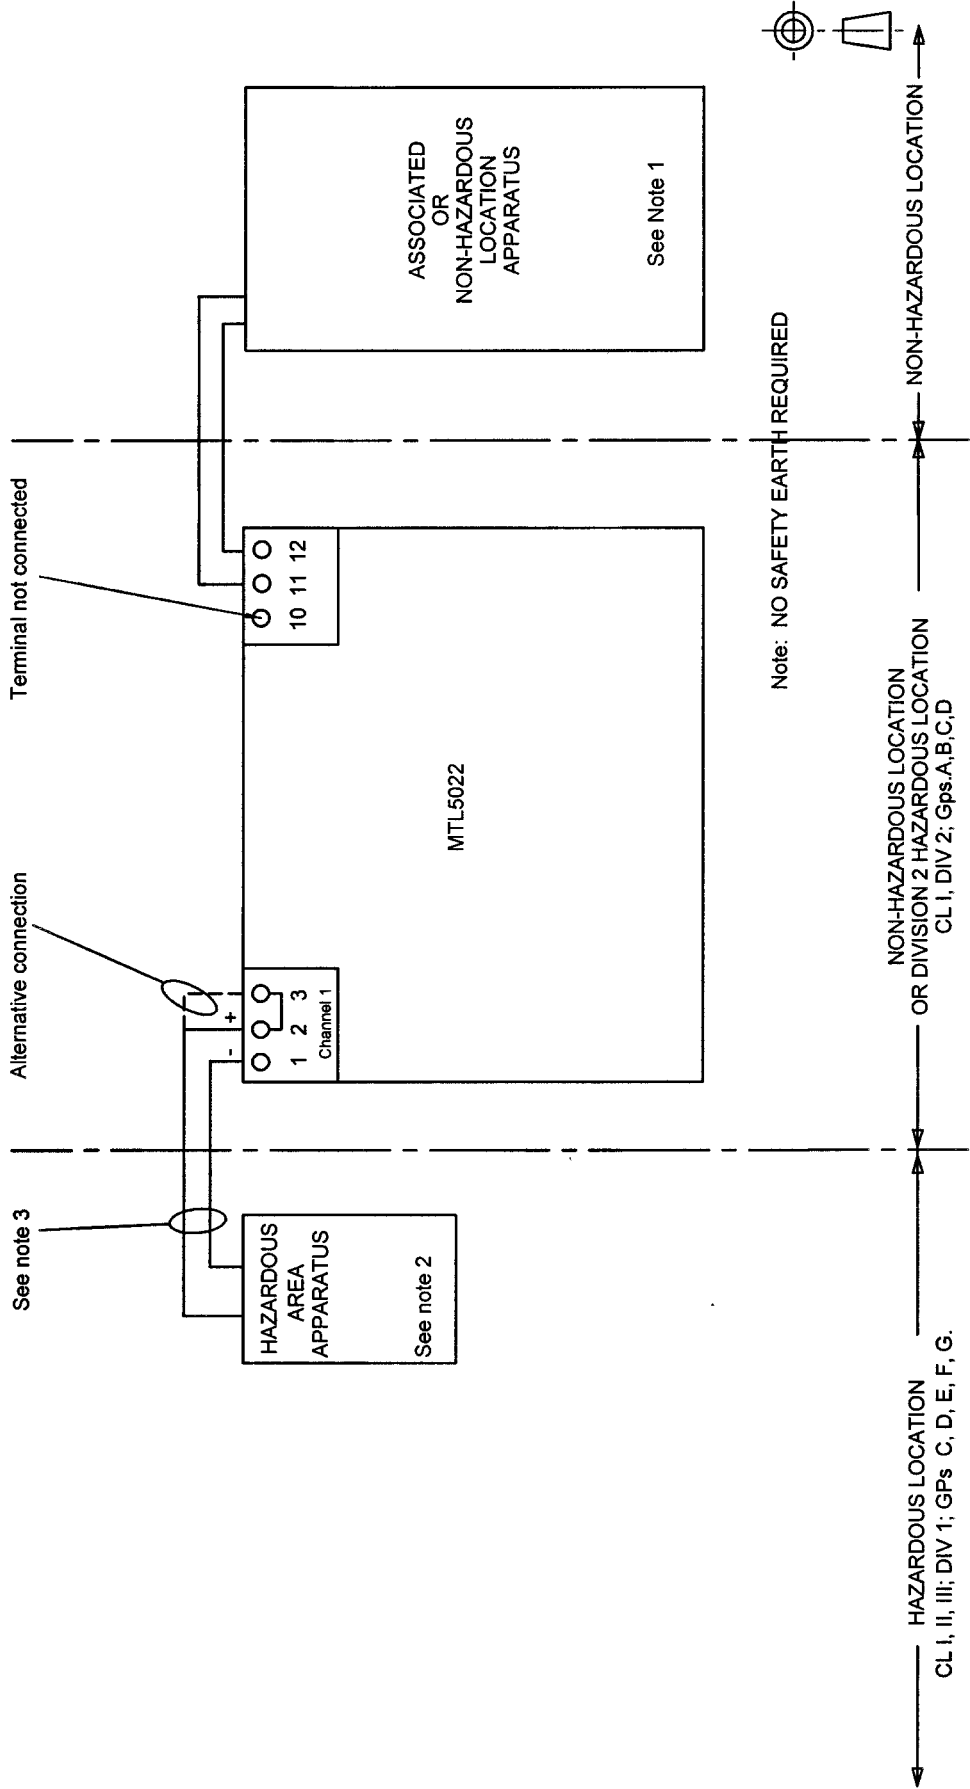 See note 3
Alternative connection
Terminal not connected
HAZARDOUS
AREA
APPARATUS
See note 2
- +
1 2 3
Channel 1
MTL5022
10 11 12
ASSOCIATED
OR
NON-HAZARDOUS
LOCATION
APPARATUS
See Note 1
Note: NO SAFETY EARTH REQUIRED
HAZARDOUS LOCATION
CL I, II, III; DIV 1; GPs C, D, E, F, G.
NON-HAZARDOUS LOCATION
OR DIVISION 2 HAZARDOUS LOCATION
CL I, DIV 2; Gps.A,B,C,D
NON-HAZARDOUS LOCATION